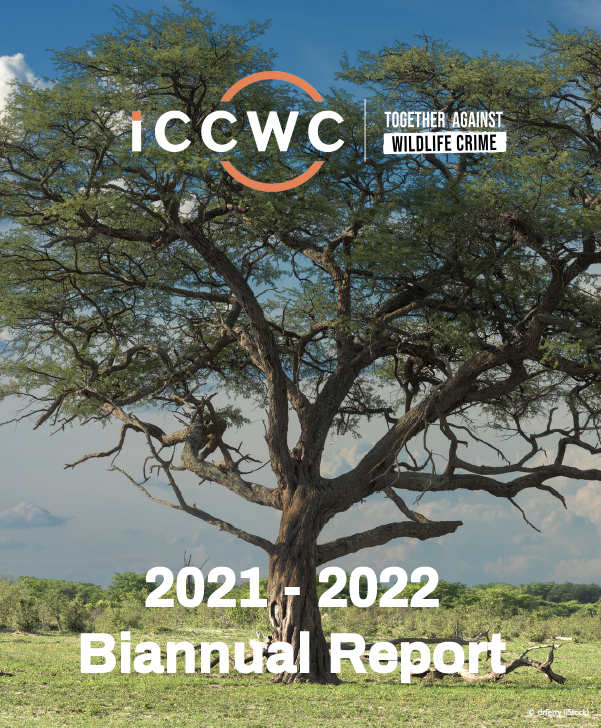 iCCWC
TOGETHER AGAINST
WILDLIFE CRIME
2021 - 2022
Biannual Report